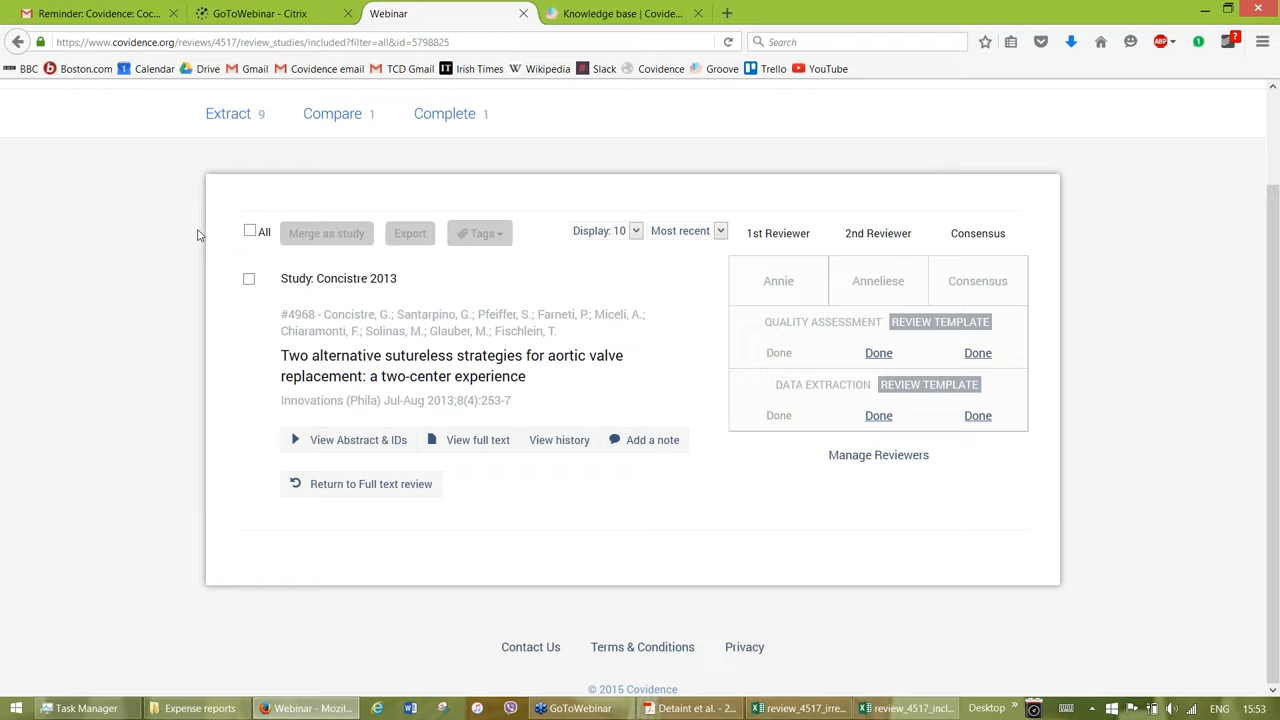 Reminder: Covidence: Coc...
GoToWebinar - Citrix
Webinar
Knowledge base | Covide...
https://www.covidence.org/reviews/4517/review_studies/included?filter=all&id=5798825
Search
ABP
1
?
BBC
Boston.com
1 Calendar
Drive
Gmail
Covidence email
TCD Gmail
IT Irish Times
W Wikipedia
Slack
Covidence
Groove
Trello
YouTube
Extract 9
Compare 1
Complete 1
All
Merge as study
Export
Tags
Display: 10
Most recent
1st Reviewer
2nd Reviewer
Consensus
Study: Concistre 2013
Annie
Anneliese
Consensus
#4968 - Concistre, G.; Santarpino, G.; Pfeiffer, S.; Farneti, P.; Miceli, A.;
Chiaramonti, F.; Solinas, M.; Glauber, M.; Fischlein, T.
QUALITY ASSESSMENT REVIEW TEMPLATE
Done
Done
Done
Two alternative sutureless strategies for aortic valve
replacement: a two-center experience
Innovations (Phila) Jul-Aug 2013;8(4):253-7
DATA EXTRACTION REVIEW TEMPLATE
Done
Done
Done
View Abstract & IDs
View full text
View history
Add a note
Manage Reviewers
Return to Full text review
Contact Us
Terms & Conditions
Privacy
© 2015 Covidence
Task Manager
Expense reports
Webinar - Mozil...
GoToWebinar
Detaint et al. - 2...
review_4517_irre...
review_4517_incl...
Desktop
»
ENG
15:53